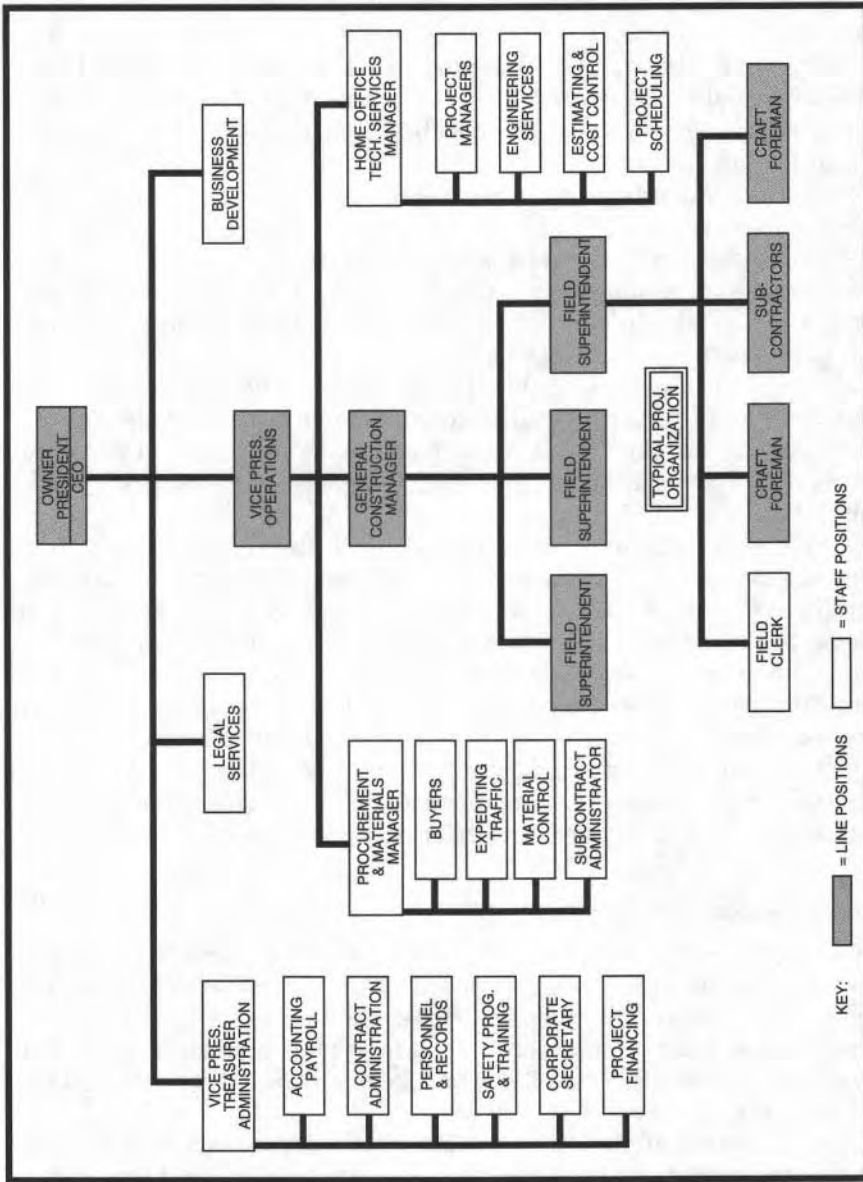 OWNER
PRESIDENT
CEO
VICE PRES.
TREASURER
ADMINISTRATION
LEGAL
SERVICES
VICE PRES.
OPERATIONS
BUSINESS
DEVELOPMENT
ACCOUNTING
PAYROLL
CONTRACT
ADMINISTRATION
PERSONNEL
& RECORDS
SAFETY PROG.
& TRAINING
CORPORATE
SECRETARY
PROJECT
FINANCING
PROCUREMENT
& MATERIALS
MANAGER
BUYERS
EXPEDITING
TRAFFIC
MATERIAL
CONTROL
SUBCONTRACT
ADMINISTRATOR
GENERAL
CONSTRUCTION
MANAGER
HOME OFFICE
TECH. SERVICES
MANAGER
PROJECT
MANAGERS
ENGINEERING
SERVICES
ESTIMATING &
COST CONTROL
PROJECT
SCHEDULING
FIELD
SUPERINTENDENT
FIELD
SUPERINTENDENT
FIELD
SUPERINTENDENT
TYPICAL PROJ.
ORGANIZATION
FIELD
CLERK
CRAFT
FOREMAN
SUB-
CONTRACTORS
CRAFT
FOREMAN
KEY:
= LINE POSITIONS
= STAFF POSITIONS